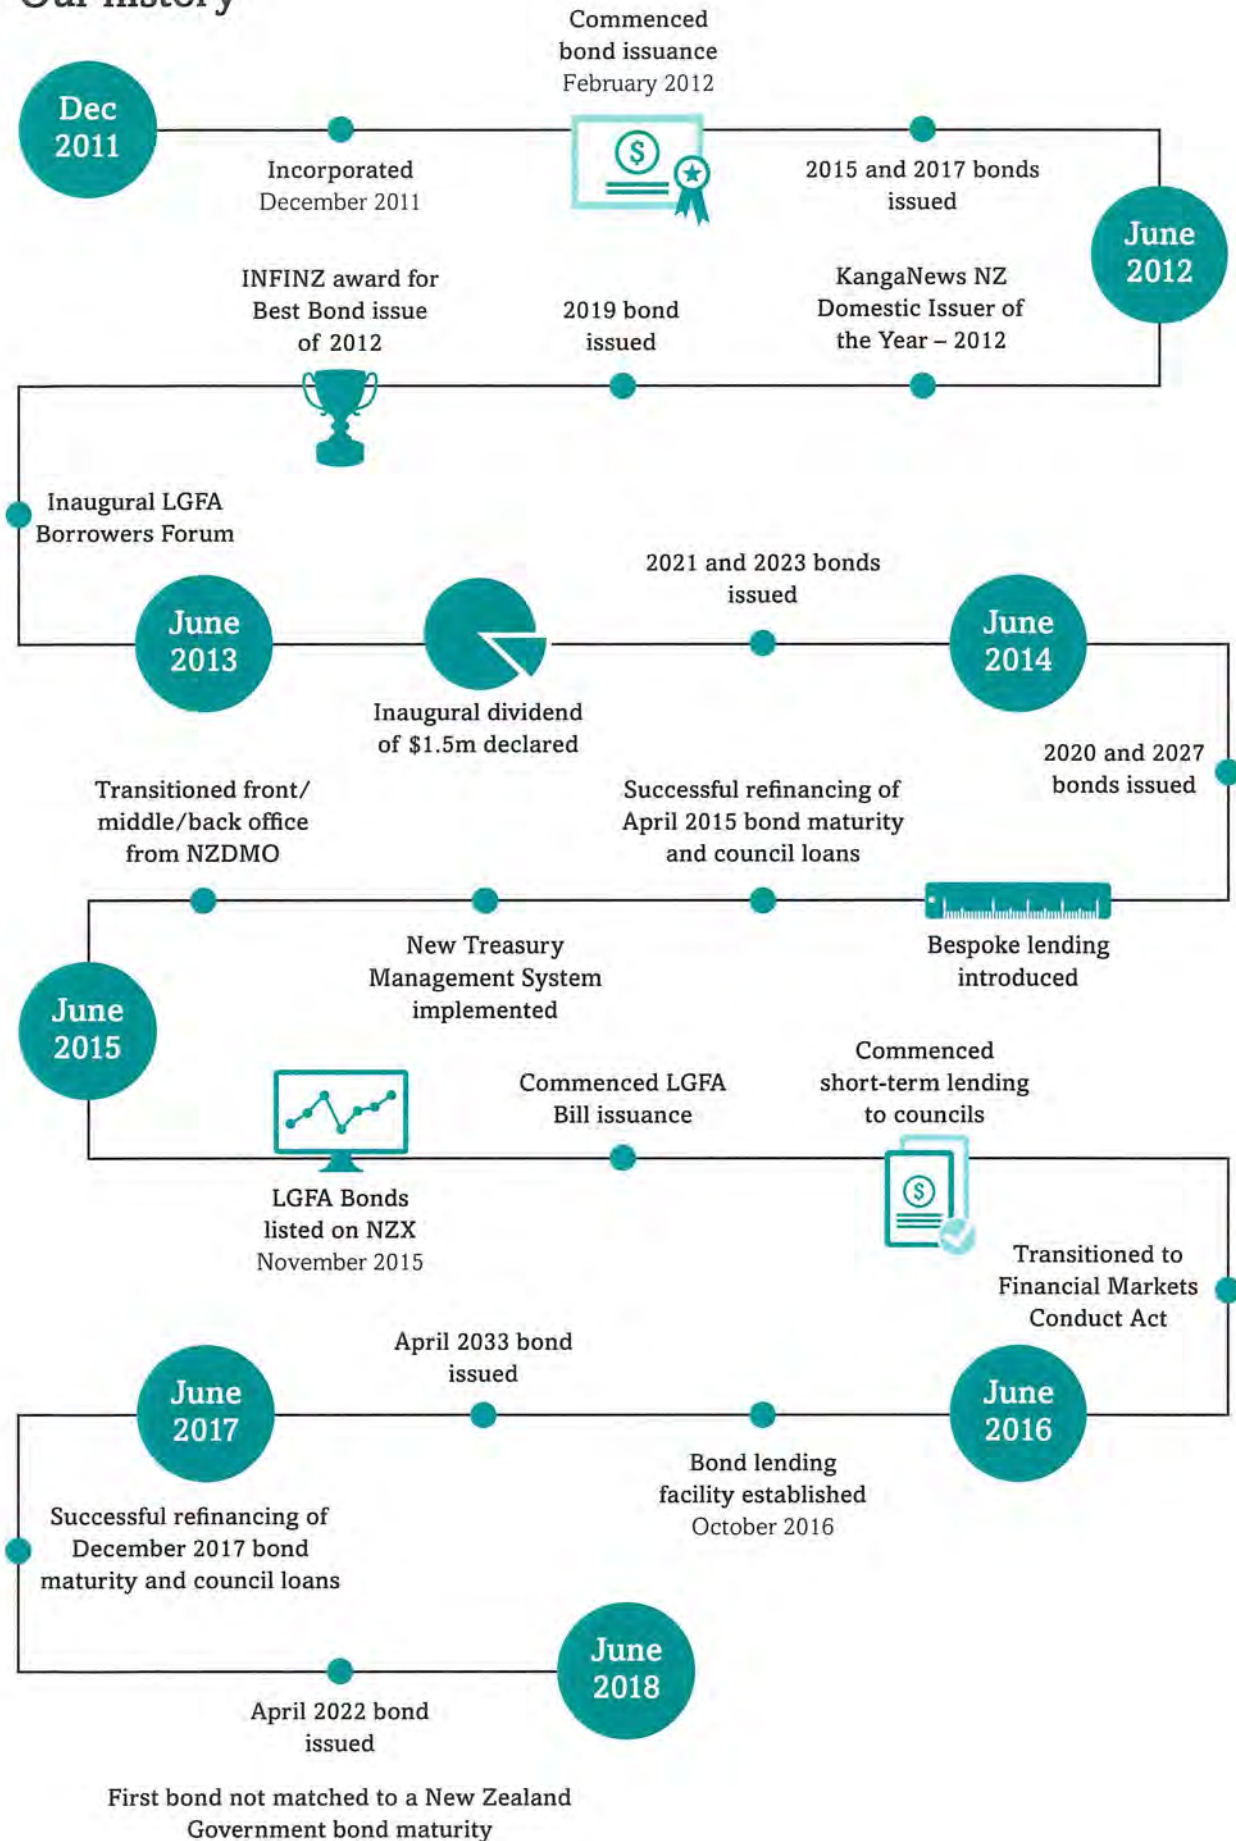 Our history
Dec
2011
Incorporated
December 2011
Commenced
bond issuance
February 2012
$
2015 and 2017 bonds
issued
June
2012
KangaNews NZ
Domestic Issuer of
the Year – 2012
2019 bond
issued
INFINZ award for
Best Bond issue
of 2012
Inaugural LGFA
Borrowers Forum
June
2013
Inaugural dividend
of $1.5m declared
2021 and 2023 bonds
issued
June
2014
2020 and 2027
bonds issued
Bespoke lending
introduced
Successful refinancing of
April 2015 bond maturity
and council loans
New Treasury
Management System
implemented
Transitioned front/
middle/back office
from NZDMO
June
2015
LGFA Bonds
listed on NZX
November 2015
Commenced LGFA
Bill issuance
Commenced
short-term lending
to councils
$
Transitioned to
Financial Markets
Conduct Act
June
2016
Bond lending
facility established
October 2016
April 2033 bond
issued
June
2017
Successful refinancing of
December 2017 bond
maturity and council loans
April 2022 bond
issued
First bond not matched to a New Zealand
Government bond maturity
June
2018